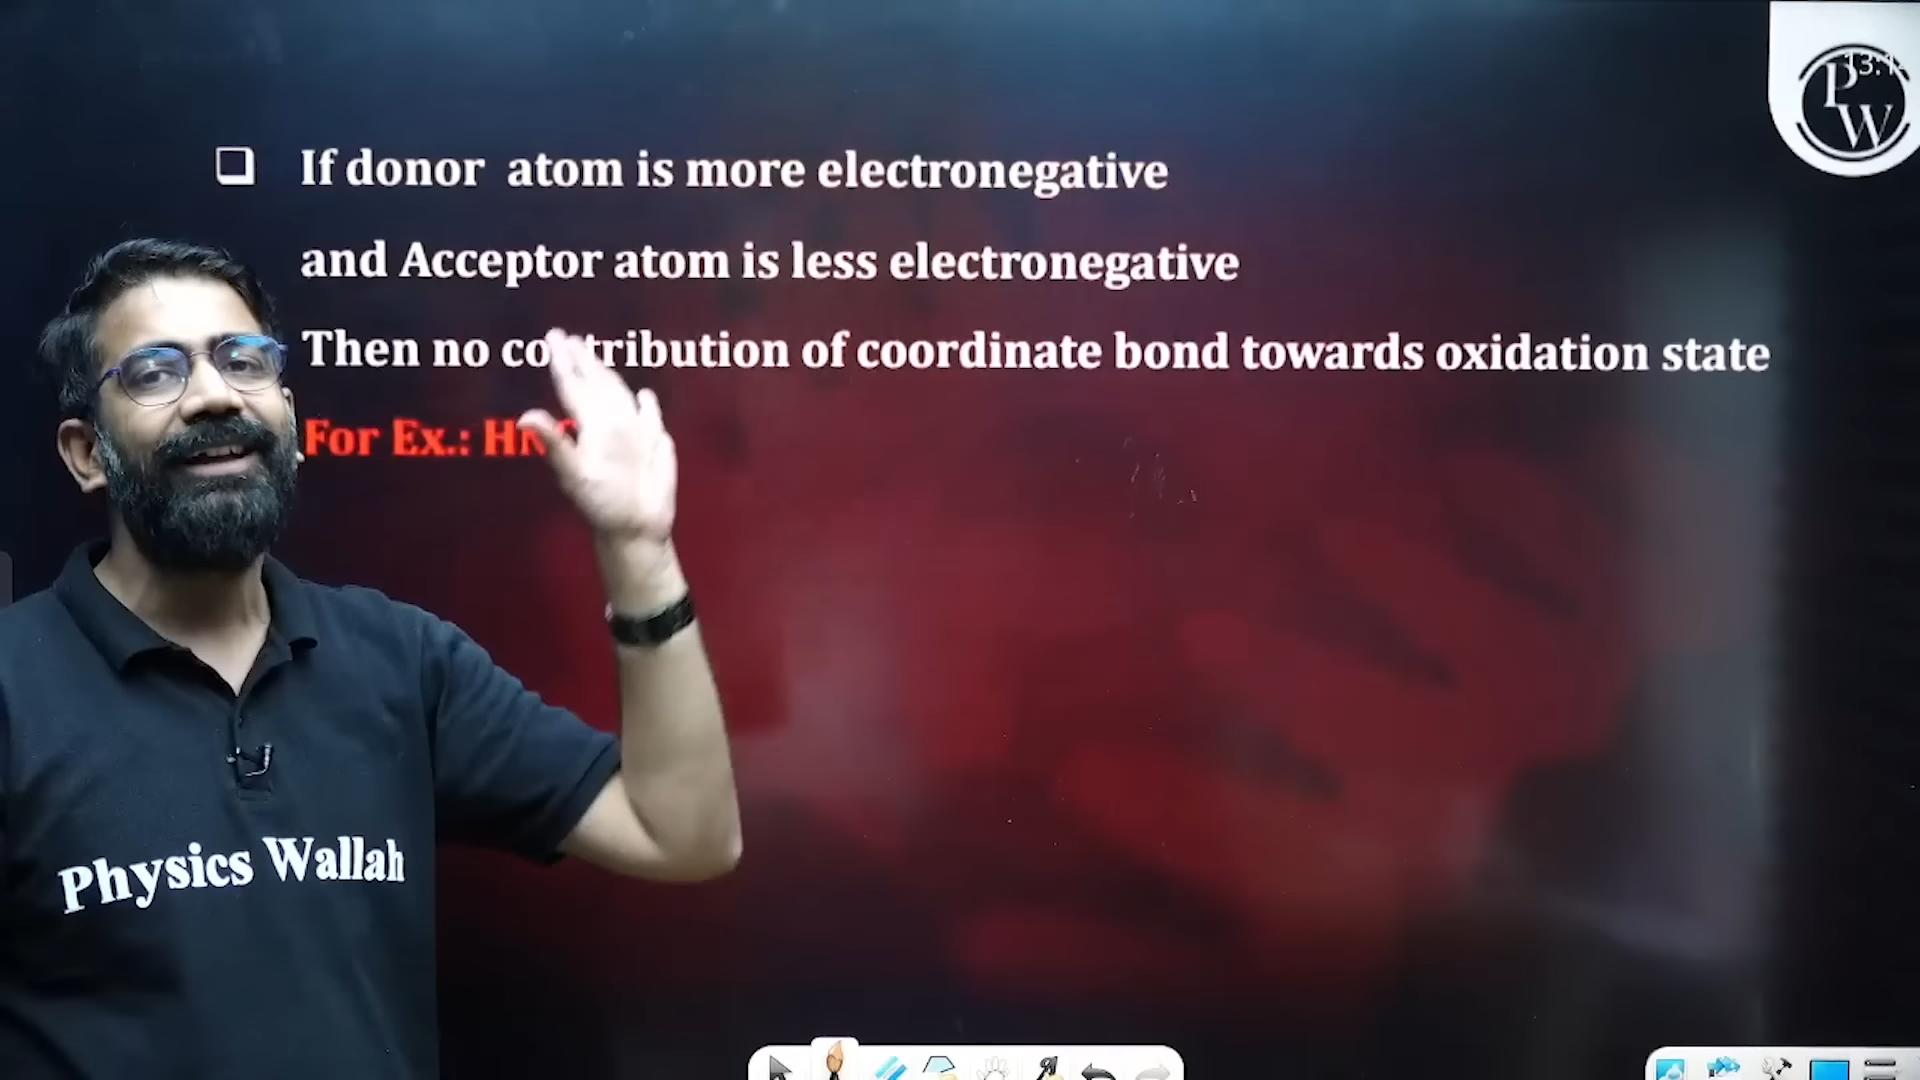 If donor atom is more electronegative
and Acceptor atom is less electronegative
Then no contribution of coordinate bond towards oxidation state
For Ex.:
PW
Physics Wallah